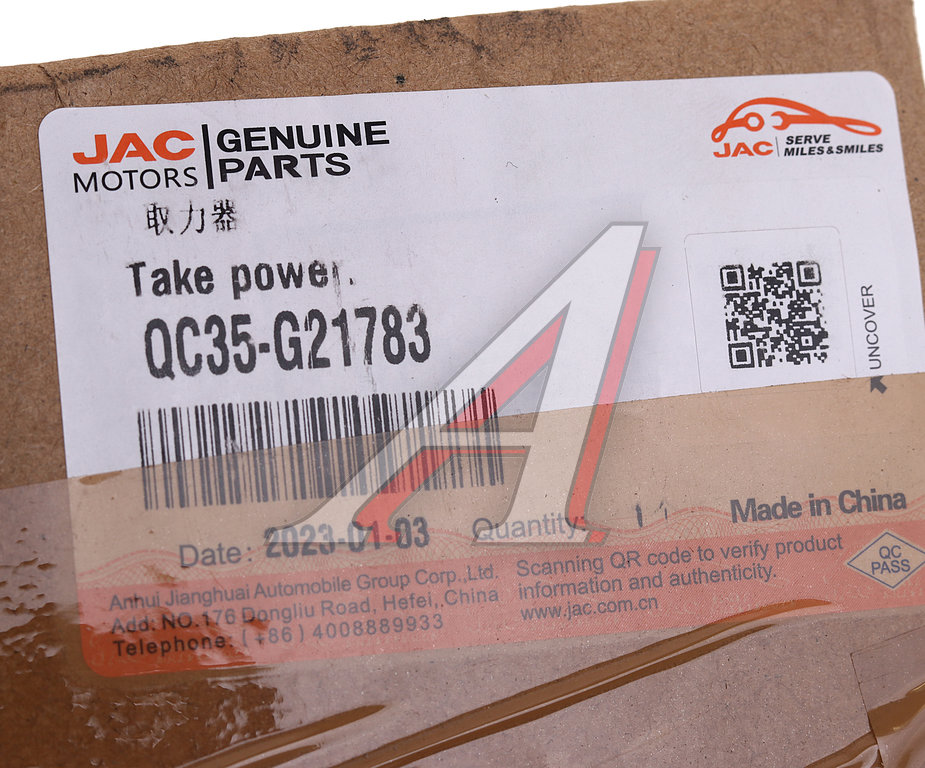 JAC MOTORS
GENUINE PARTS
JAC SERVE MILES & SMILES
取力器
Take power.
QC35-G21783
UNCOVER
Made in China
Date: 2023-01-03
Quantity:
QC PASS
Anhui Jianghuai Automobile Group Corp.,Ltd.
Add: NO.176 Dongliu Road, Hefei,.China
Telephone: (+86) 4008889933
Scanning QR code to verify product
information and authenticity.
www.jac.com.cn
A